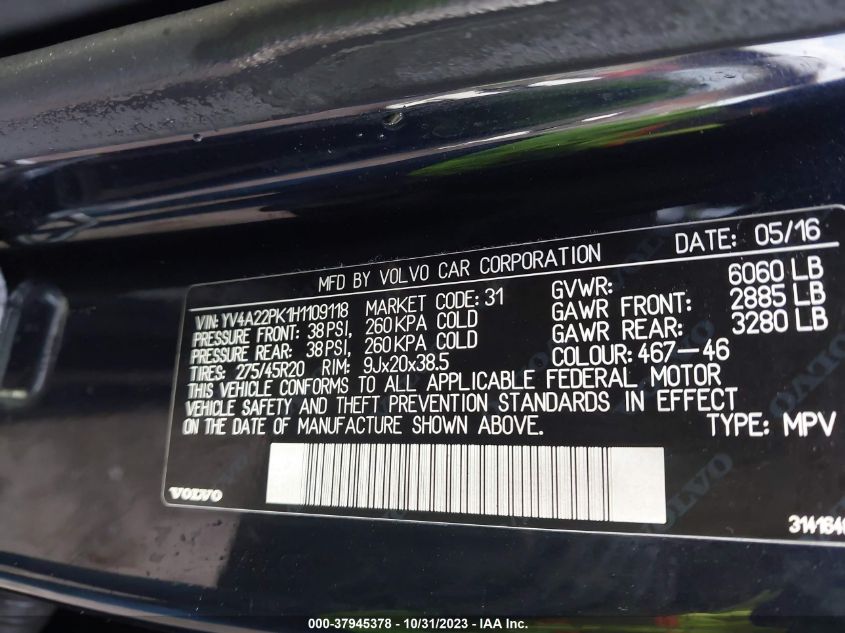 MFD BY VOLVO CAR CORPORATION DATE: 05/16
VIN: YV4A22PK1H1109118 MARKET CODE: 31 GVWR: 6060 LB
PRESSURE FRONT: 38 PSI, 260 KPA COLD GAWR FRONT: 2885 LB
PRESSURE REAR: 38 PSI, 260 KPA COLD GAWR REAR: 3280 LB
TIRES: 275/45R20 RIM: 9Jx20x38.5 COLOUR: 467-46
THIS VEHICLE CONFORMS TO ALL APPLICABLE FEDERAL MOTOR
VEHICLE SAFETY AND THEFT PREVENTION STANDARDS IN EFFECT
ON THE DATE OF MANUFACTURE SHOWN ABOVE. TYPE: MPV
VOLVO
VOLVO
VOLVO
000-37945378 - 10/31/2023 - IAA Inc.